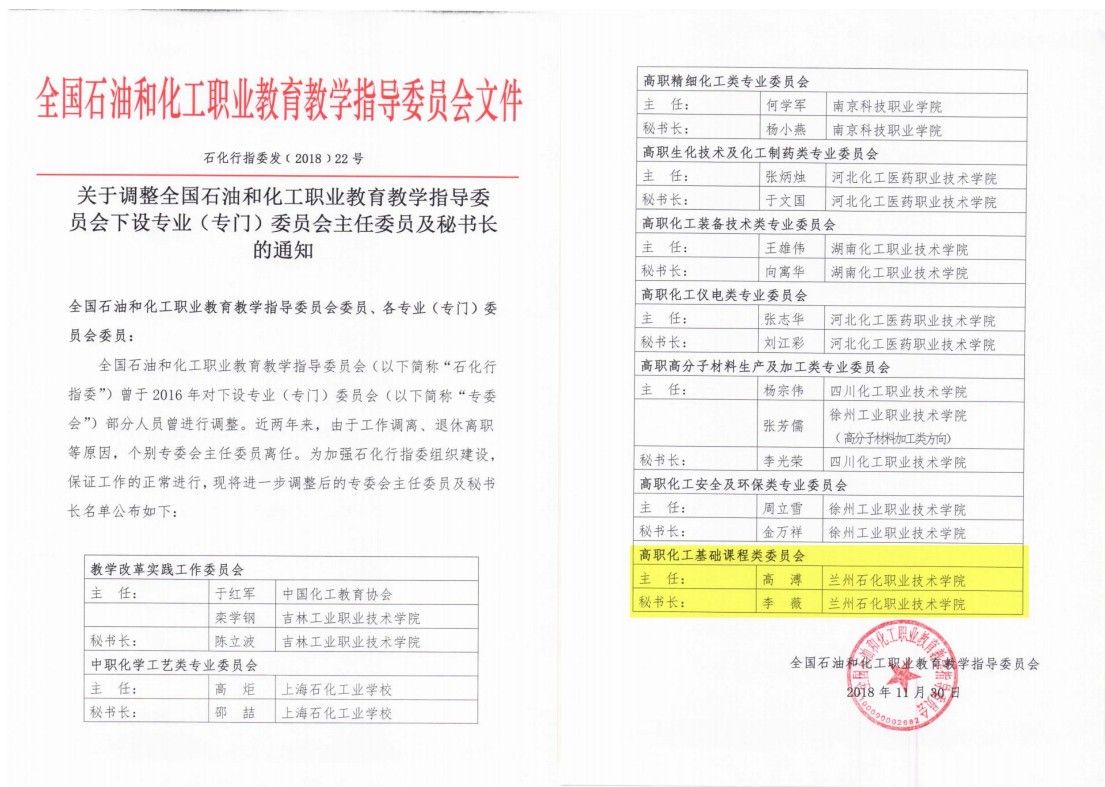 全国石油和化工职业教育教学指导委员会文件
石化行指委发﹝2018﹞22 号
关于调整全国石油和化工职业教育教学指导委
员会下设专业（专门）委员会主任委员及秘书长
的通知
全国石油和化工职业教育教学指导委员会委员、各专业（专门）委
员会委员：
全国石油和化工职业教育教学指导委员会（以下简称“石化行
指委”）曾于 2016 年对下设专业（专门）委员会（以下简称“专委
会”）部分人员曾进行调整。近两年来，由于工作调离、退休离职
等原因，个别专委会主任委员离任。为加强石化行指委组织建设，
保证工作的正常进行，现将进一步调整后的专委会主任委员及秘书
长名单公布如下：
教学改革实践工作委员会
主 任： 于红军 中国化工教育协会
栾学钢 吉林工业职业技术学院
秘书长： 陈立波 吉林工业职业技术学院
中职化学工艺类专业委员会
主 任： 高 炬 上海石化工业学校
秘书长： 邵 喆 上海石化工业学校
高职精细化工类专业委员会
主 任： 何学军 南京科技职业学院
秘书长： 杨小燕 南京科技职业学院
高职生化技术及化工制药类专业委员会
主 任： 张炳烛 河北化工医药职业技术学院
秘书长： 于文国 河北化工医药职业技术学院
高职化工装备技术类专业委员会
主 任： 王雄伟 湖南化工职业技术学院
秘书长： 向寓华 湖南化工职业技术学院
高职化工仪电类专业委员会
主 任： 张志华 河北化工医药职业技术学院
秘书长： 刘江彩 河北化工医药职业技术学院
高职高分子材料生产及加工类专业委员会
主 任： 杨宗伟 四川化工职业技术学院
张芳儒 徐州工业职业技术学院
（高分子材料加工类方向）
秘书长： 李光荣 四川化工职业技术学院
高职化工安全及环保类专业委员会
主 任： 周立雪 徐州工业职业技术学院
秘书长： 金万祥 徐州工业职业技术学院
高职化工基础课程类委员会
主 任： 高 溥 兰州石化职业技术学院
秘书长： 李 薇 兰州石化职业技术学院
全国石油和化工职业教育教学指导委员会
2018 年 11 月 30 日
全国石油和化工职业教育教学指导委员会
100000002682